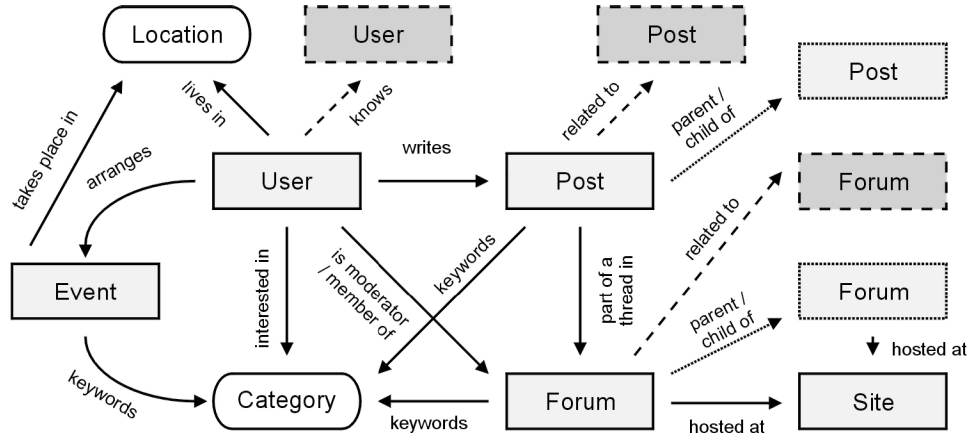 Location
User
Post
Post
takes place in
lives in
knows
related to
parent /
child of
arranges
writes
User
Post
Forum
related to
Event
interested in
is moderator
/ member of
keywords
part of a
thread in
parent /
child of
Forum
hosted at
keywords
Category
keywords
Forum
hosted at
Site